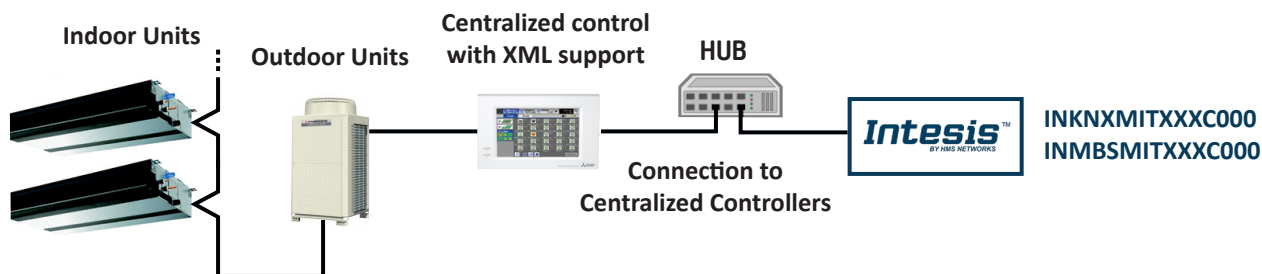 Indoor Units
Outdoor Units
Centralized control
with XML support
HUB
Connection to
Centralized Controllers
Intesis™
BY HMS NETWORKS
INKNXMITXXXC000
INMBSMITXXXC000